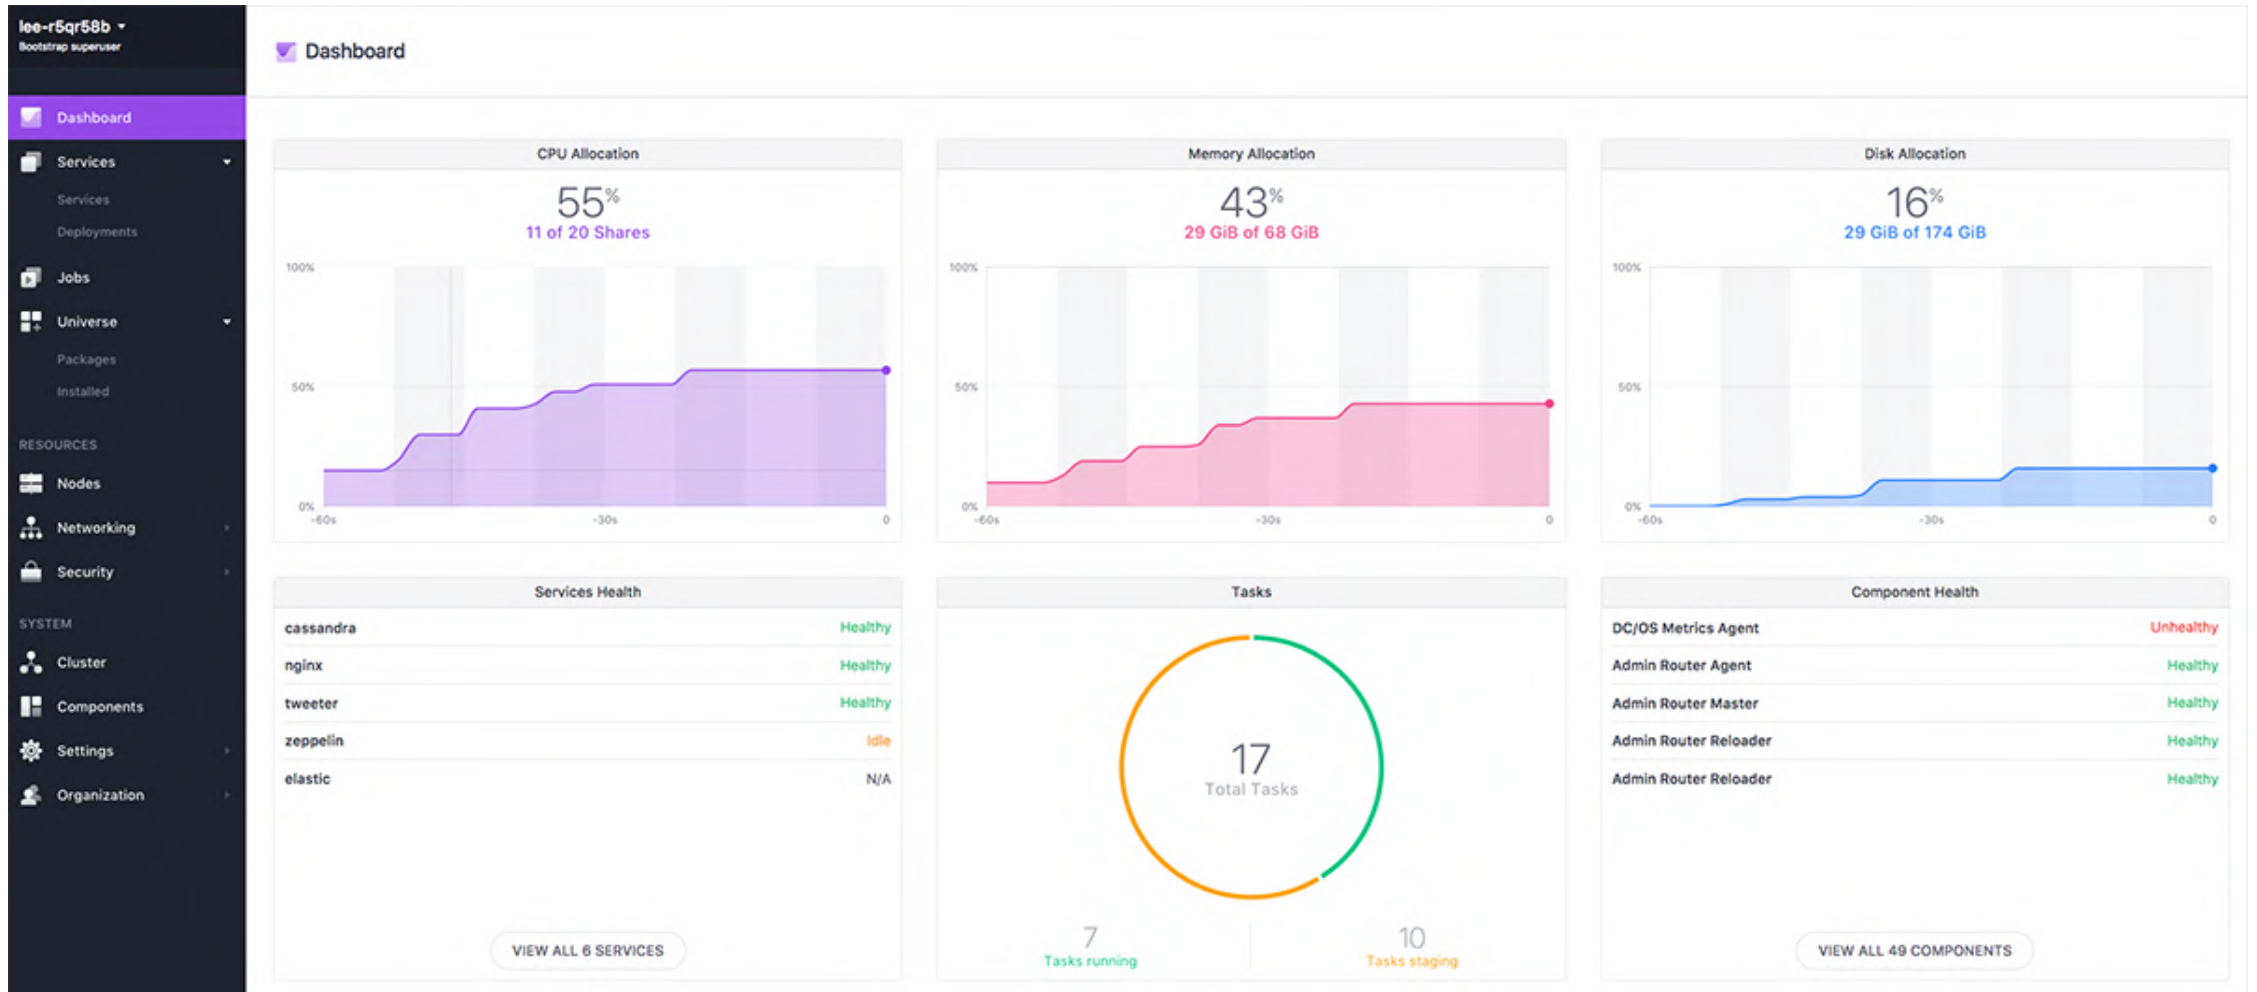 lee-r5qr58b
Bootstrap superuser
Dashboard
Services
Services
Deployments
Jobs
Universe
Packages
Installed
RESOURCES
Nodes
Networking
Security
SYSTEM
Cluster
Components
Settings
Organization
Dashboard
CPU Allocation
55%
11 of 20 Shares
100%
50%
0%
-60s
-30s
0
Memory Allocation
43%
29 GiB of 68 GiB
100%
50%
0%
-60s
-30s
0
Disk Allocation
16%
29 GiB of 174 GiB
100%
50%
0%
-60s
-30s
0
Services Health
cassandra Healthy
nginx Healthy
tweeter Healthy
zeppelin Idle
elastic N/A
VIEW ALL 6 SERVICES
Tasks
17
Total Tasks
7
Tasks running
10
Tasks staging
Component Health
DC/OS Metrics Agent Unhealthy
Admin Router Agent Healthy
Admin Router Master Healthy
Admin Router Reloader Healthy
Admin Router Reloader Healthy
VIEW ALL 49 COMPONENTS